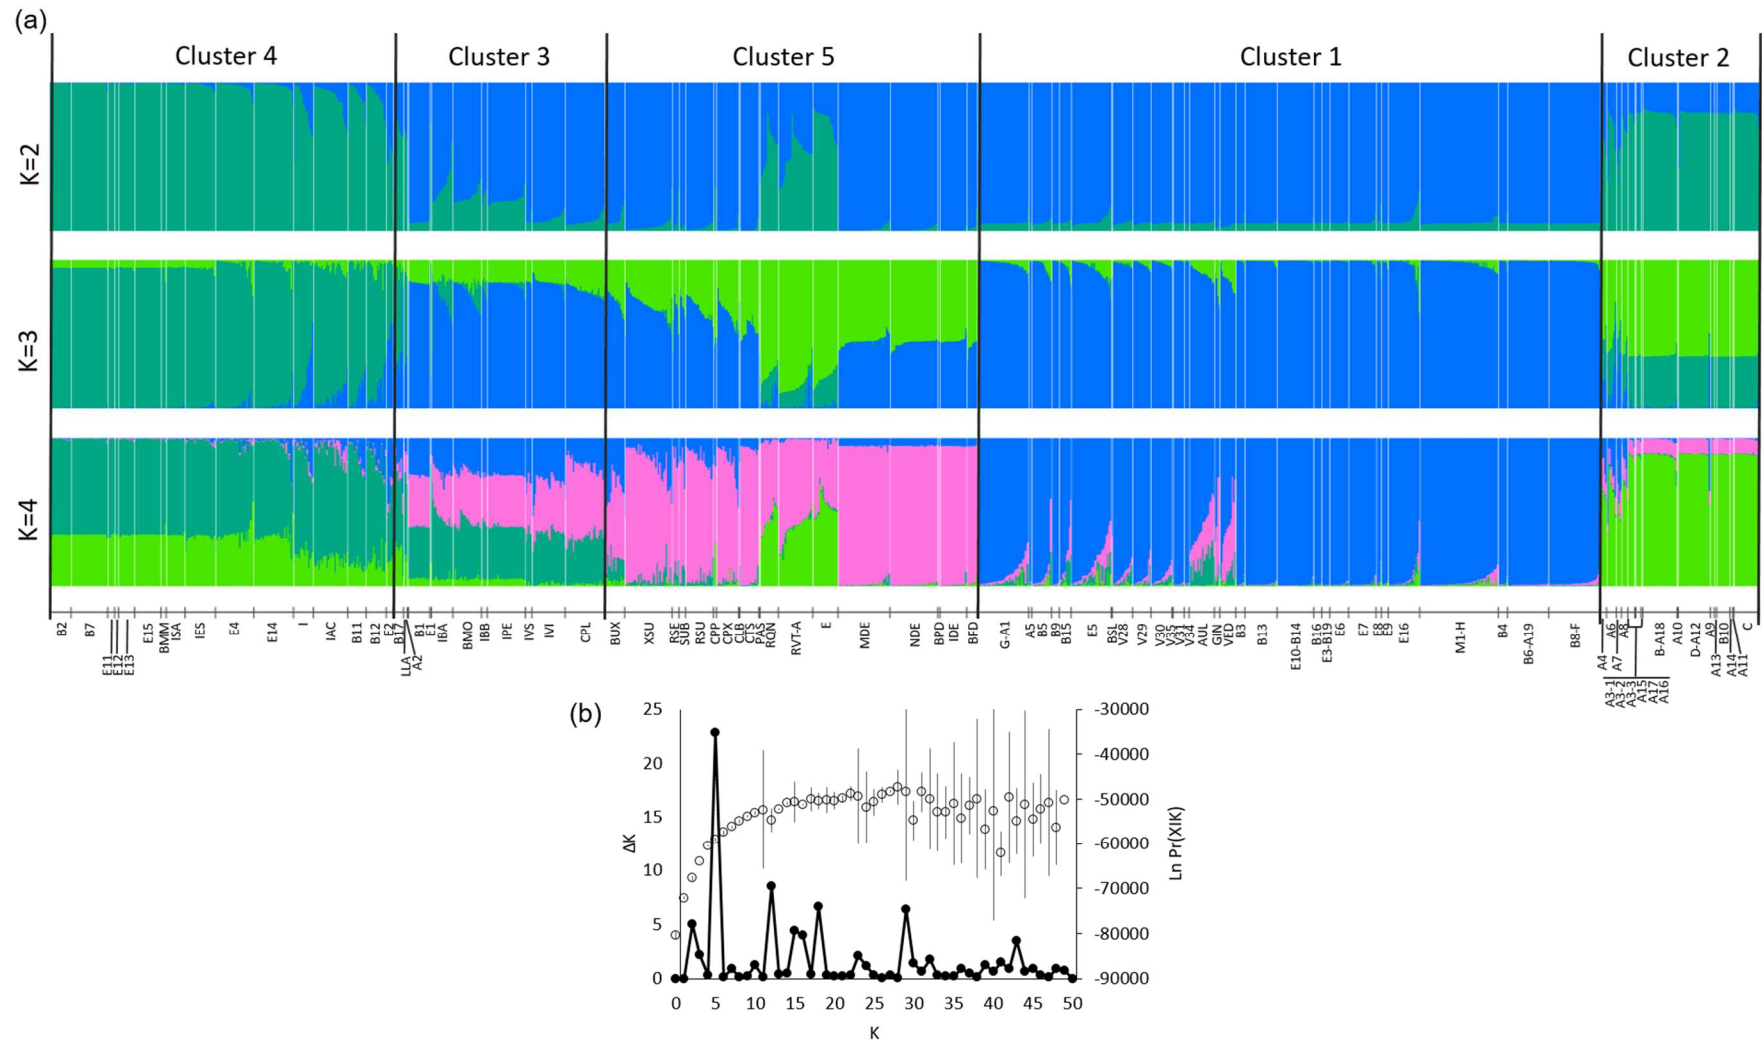 (a)
Cluster 4 Cluster 3 Cluster 5 Cluster 1 Cluster 2
K=2
K=3
K=4
B2 B7 E11 E12 E13 E15 BMM ISA IES E4 E14 I IAC B11 B12 E2 B17 LLA A2 B1 E1 IBA BMO IBB IPE IVS IVI CPL BUX XSU RSE SUB RSU CPP CPX CLB CTS PAS RQN RVT-A E MDE NDE BPD IDE BFD G-A1 A5 B5 B9 B15 E5 BSL V28 V29 V30 V35 V31 V34 AUL GIN VED B3 B13 E10-B14 B16 E3-B19 E6 E7 E8 E9 E16 M1-H B4 B6-A19 B8-F A4 A6 A7 A8 A3-1 A3-2 A3-3 A15 A17 A16 B-A18 A10 D-A12 A9 A13 B10 A14 A11 C
(b)
ΔK
25
20
15
10
5
0
-30000
-40000
-50000
-60000
-70000
-80000
-90000
Ln Pr(XIK)
0 5 10 15 20 25 30 35 40 45 50
K